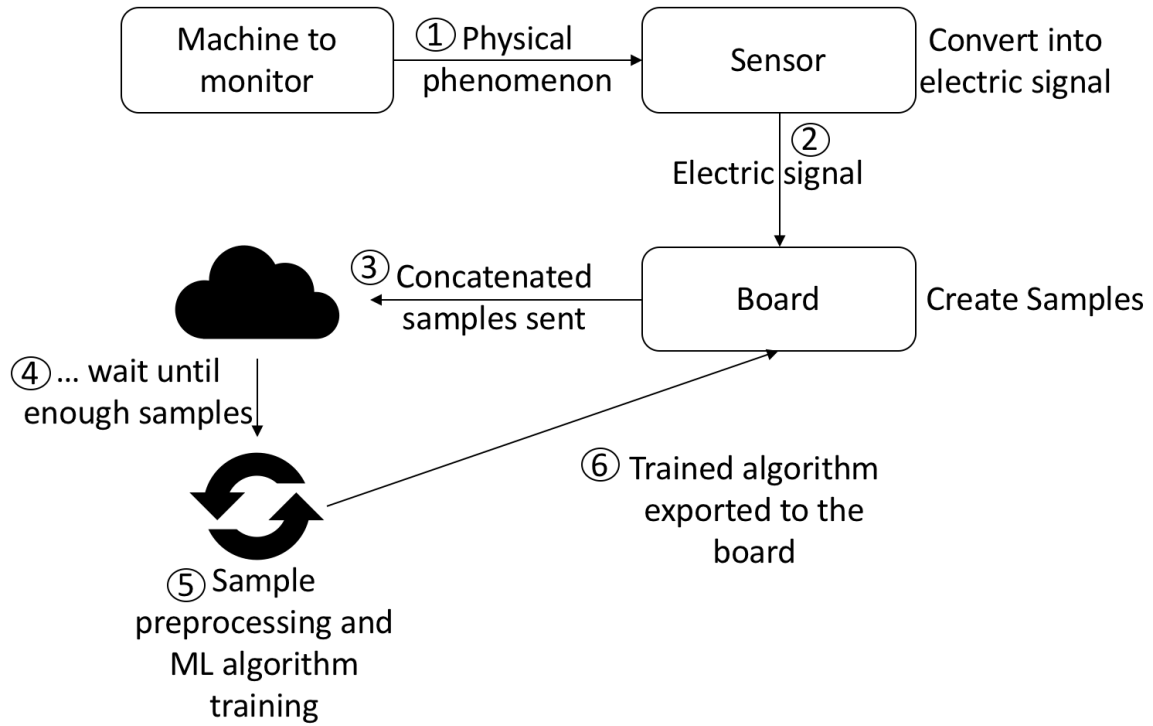 Machine to
monitor
① Physical
phenomenon
Sensor
Convert into
electric signal
②
Electric signal
③ Concatenated
samples sent
Board
Create Samples
④ ... wait until
enough samples
⑤ Sample
preprocessing and
ML algorithm
training
⑥ Trained algorithm
exported to the
board